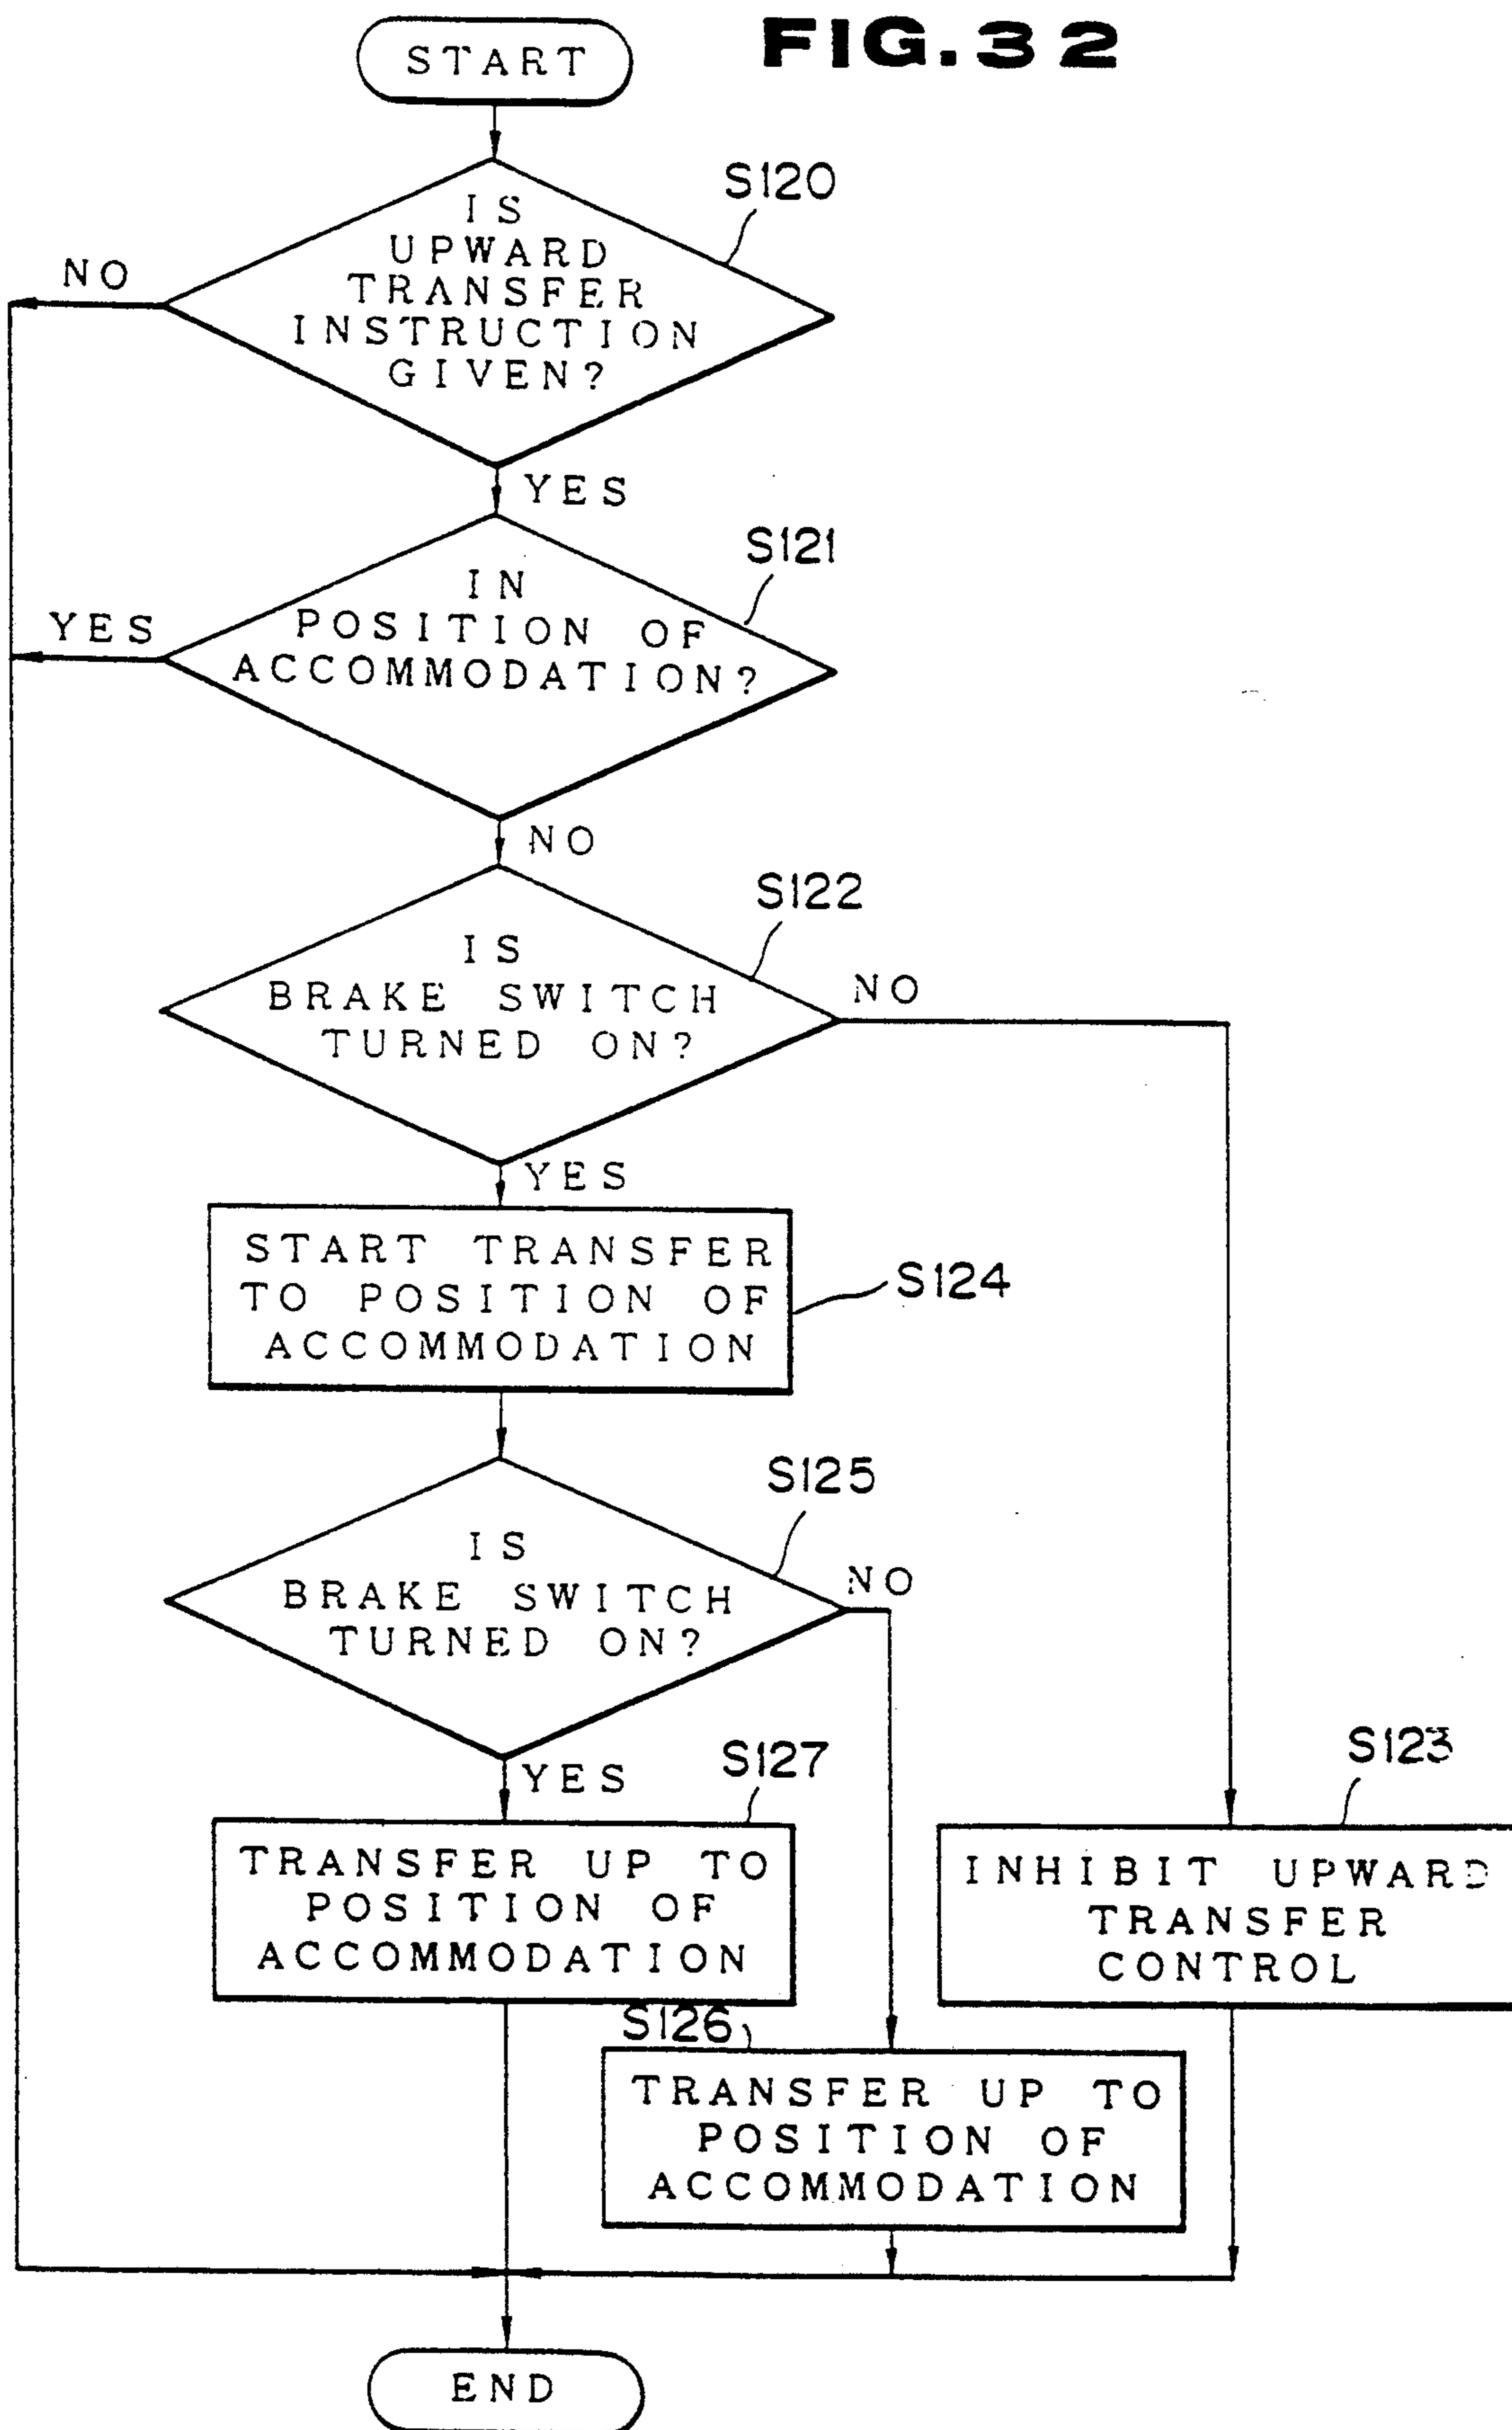 FIG.32
START
S120
IS
UPWARD
TRANSFER
INSTRUCTION
GIVEN?
NO
YES
S121
IN
POSITION OF
ACCOMMODATION?
YES
NO
S122
IS
BRAKE SWITCH
TURNED ON?
NO
YES
START TRANSFER
TO POSITION OF
ACCOMMODATION
S124
S125
IS
BRAKE SWITCH
TURNED ON?
NO
YES
S127
S123
TRANSFER UP TO
POSITION OF
ACCOMMODATION
INHIBIT UPWARD
TRANSFER
CONTROL
S126
TRANSFER UP TO
POSITION OF
ACCOMMODATION
END